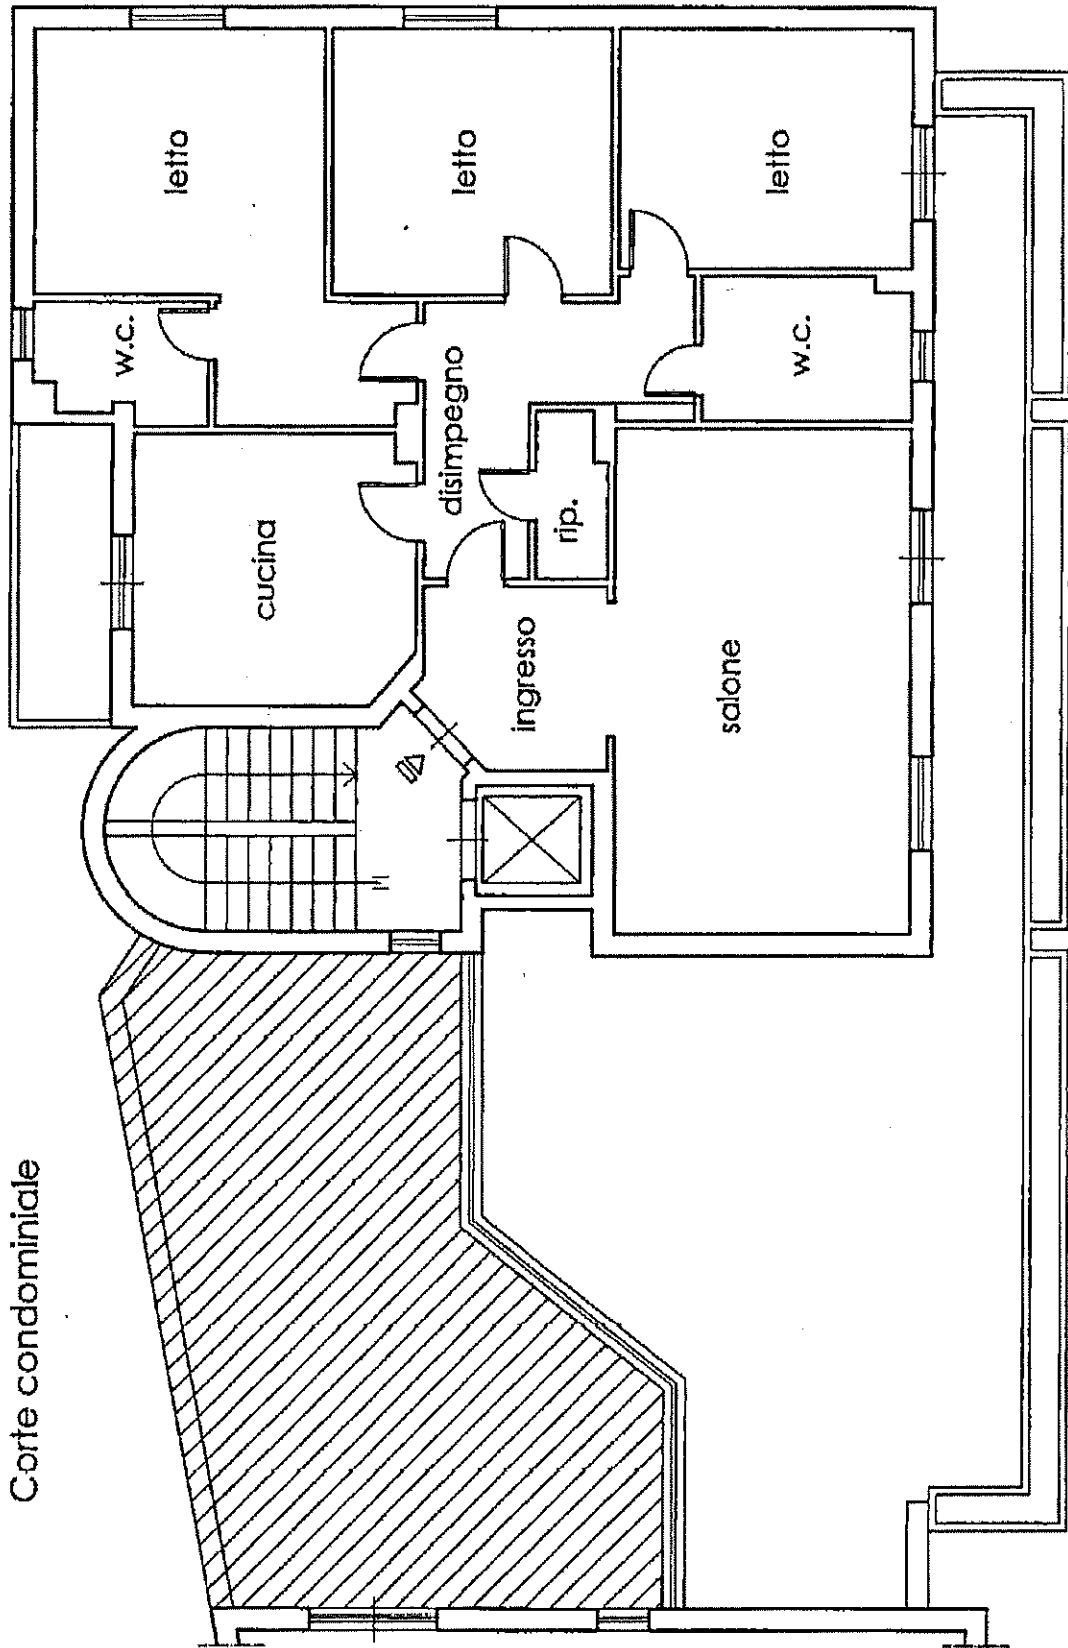 Corte condominiale
w.c.
letto
cucina
disimpegno
letto
ingresso
rip.
salone
w.c.
letto